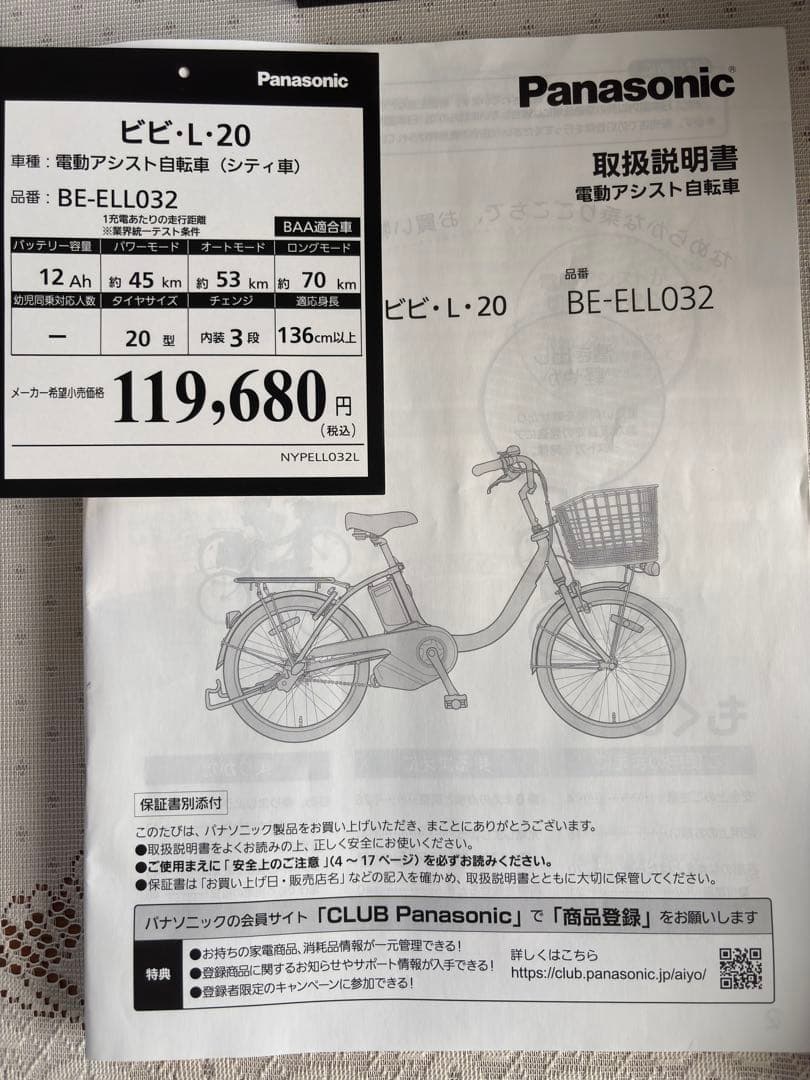 Panasonic
ビビ・L・20
車種：電動アシスト自転車（シティ車）
品番：BE-ELL032
1充電あたりの走行距離
※業界統一テスト条件
BAA適合車
バッテリー容量 パワーモード オートモード ロングモード
12 Ah 約 45 km 約 53 km 約 70 km
幼児同乗対応人数 タイヤサイズ チェンジ 適応身長
ー 20 型 内装 3 段 136cm以上
メーカー希望小売価格 119,680 円
（税込）
NYPELL032L
Panasonic®
取扱説明書
電動アシスト自転車
品番
ビビ・L・20 BE-ELL032
保証書別添付
このたびは、パナソニック製品をお買い上げいただき、まことにありがとうございます。
●取扱説明書をよくお読みの上、正しく安全にお使いください。
●ご使用まえに「安全上のご注意」（4～17ページ）を必ずお読みください。
●保証書は「お買い上げ日・販売店名」などの記入を確かめ、取扱説明書とともに大切に保管してください。
パナソニックの会員サイト「CLUB Panasonic」で「商品登録」をお願いします
特典
●お持ちの家電商品、消耗品情報が一元管理できる！
●登録商品に関するお知らせやサポート情報が入手できる！
●登録者限定のキャンペーンに参加できる！
詳しくはこちら
https://club.panasonic.jp/aiyo/